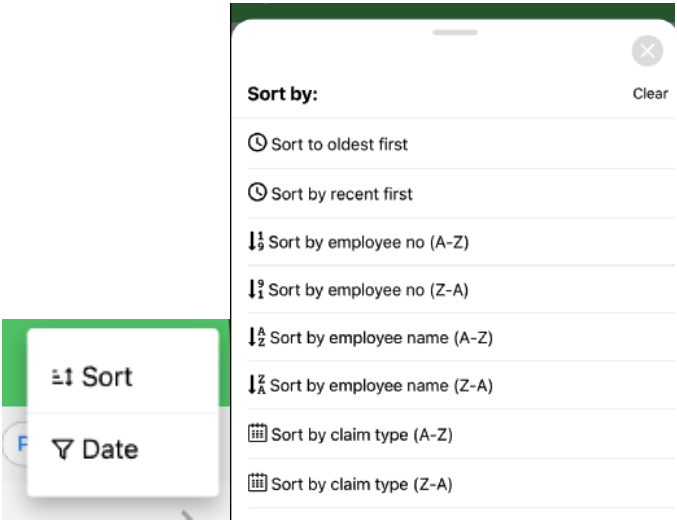 Sort
P
Date
Sort by:
Clear
Sort to oldest first
Sort by recent first
Sort by employee no (A-Z)
Sort by employee no (Z-A)
Sort by employee name (A-Z)
Sort by employee name (Z-A)
Sort by claim type (A-Z)
Sort by claim type (Z-A)